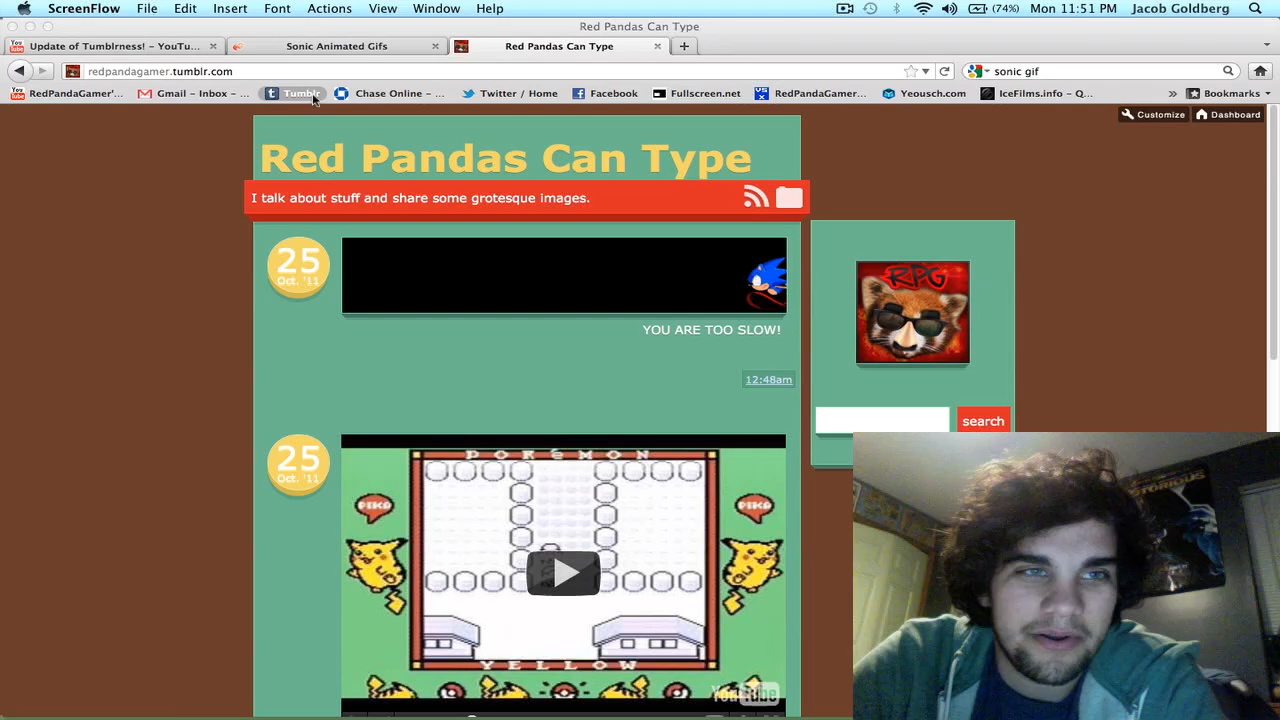 ScreenFlow File Edit Insert Font Actions View Window Help (74%) Mon 11:51 PM Jacob Goldberg
Red Pandas Can Type
Update of Tumblrness! – YouTu... Sonic Animated Gifs Red Pandas Can Type
redpandagamer.tumblr.com sonic gif
RedPandaGamer'... Gmail – Inbox – ... Tumblr Chase Online – ... Twitter / Home Facebook Fullscreen.net RedPandaGamer... Yeousch.com IceFilms.info – Q... » Bookmarks
Customize Dashboard
Red Pandas Can Type
I talk about stuff and share some grotesque images.
25
Oct. '11
RPG
YOU ARE TOO SLOW!
12:48am
search
25
Oct. '11
POKéMON
PIKA PIKA
YELLOW
YouTube
NOTORIOUS